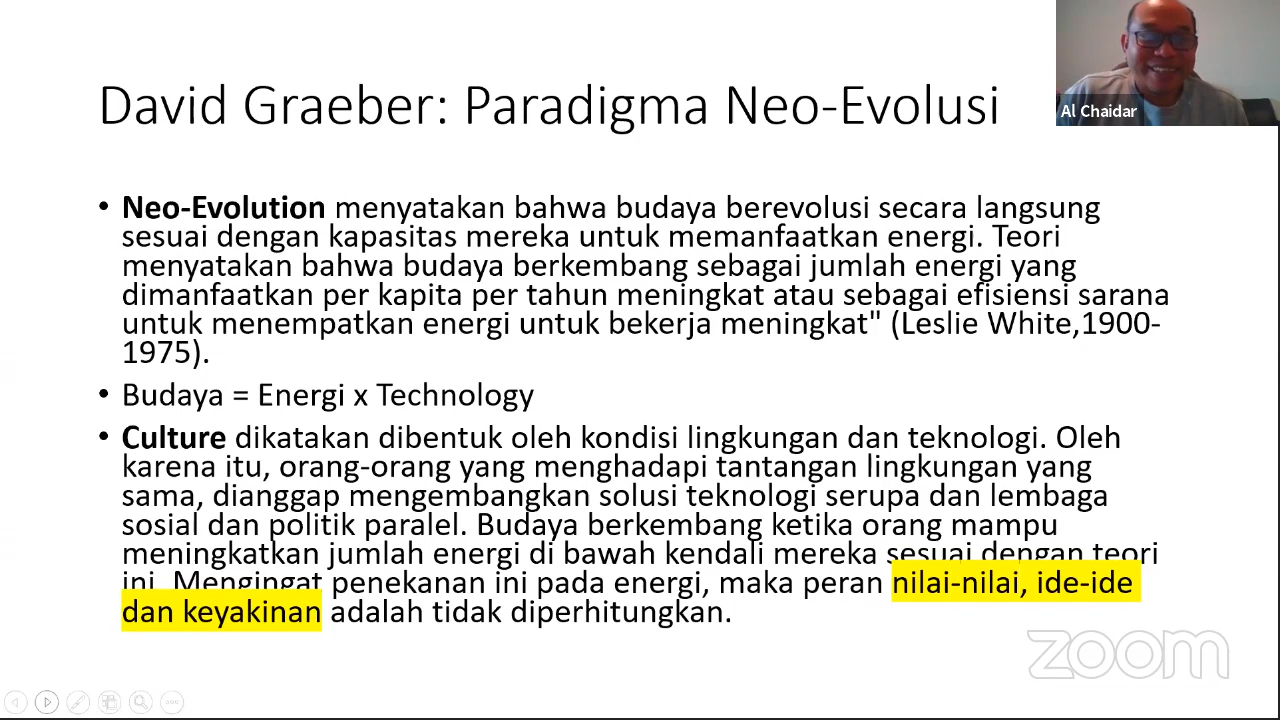 David Graeber: Paradigma Neo-Evolusi
Al Chaidar
• Neo-Evolution menyatakan bahwa budaya berevolusi secara langsung
sesuai dengan kapasitas mereka untuk memanfaatkan energi. Teori
menyatakan bahwa budaya berkembang sebagai jumlah energi yang
dimanfaatkan per kapita per tahun meningkat atau sebagai efisiensi sarana
untuk menempatkan energi untuk bekerja meningkat" (Leslie White,1900-
1975).
• Budaya = Energi x Technology
• Culture dikatakan dibentuk oleh kondisi lingkungan dan teknologi. Oleh
karena itu, orang-orang yang menghadapi tantangan lingkungan yang
sama, dianggap mengembangkan solusi teknologi serupa dan lembaga
sosial dan politik paralel. Budaya berkembang ketika orang mampu
meningkatkan jumlah energi di bawah kendali mereka sesuai dengan teori
ini. Mengingat penekanan ini pada energi, maka peran nilai-nilai, ide-ide
dan keyakinan adalah tidak diperhitungkan.
zoom